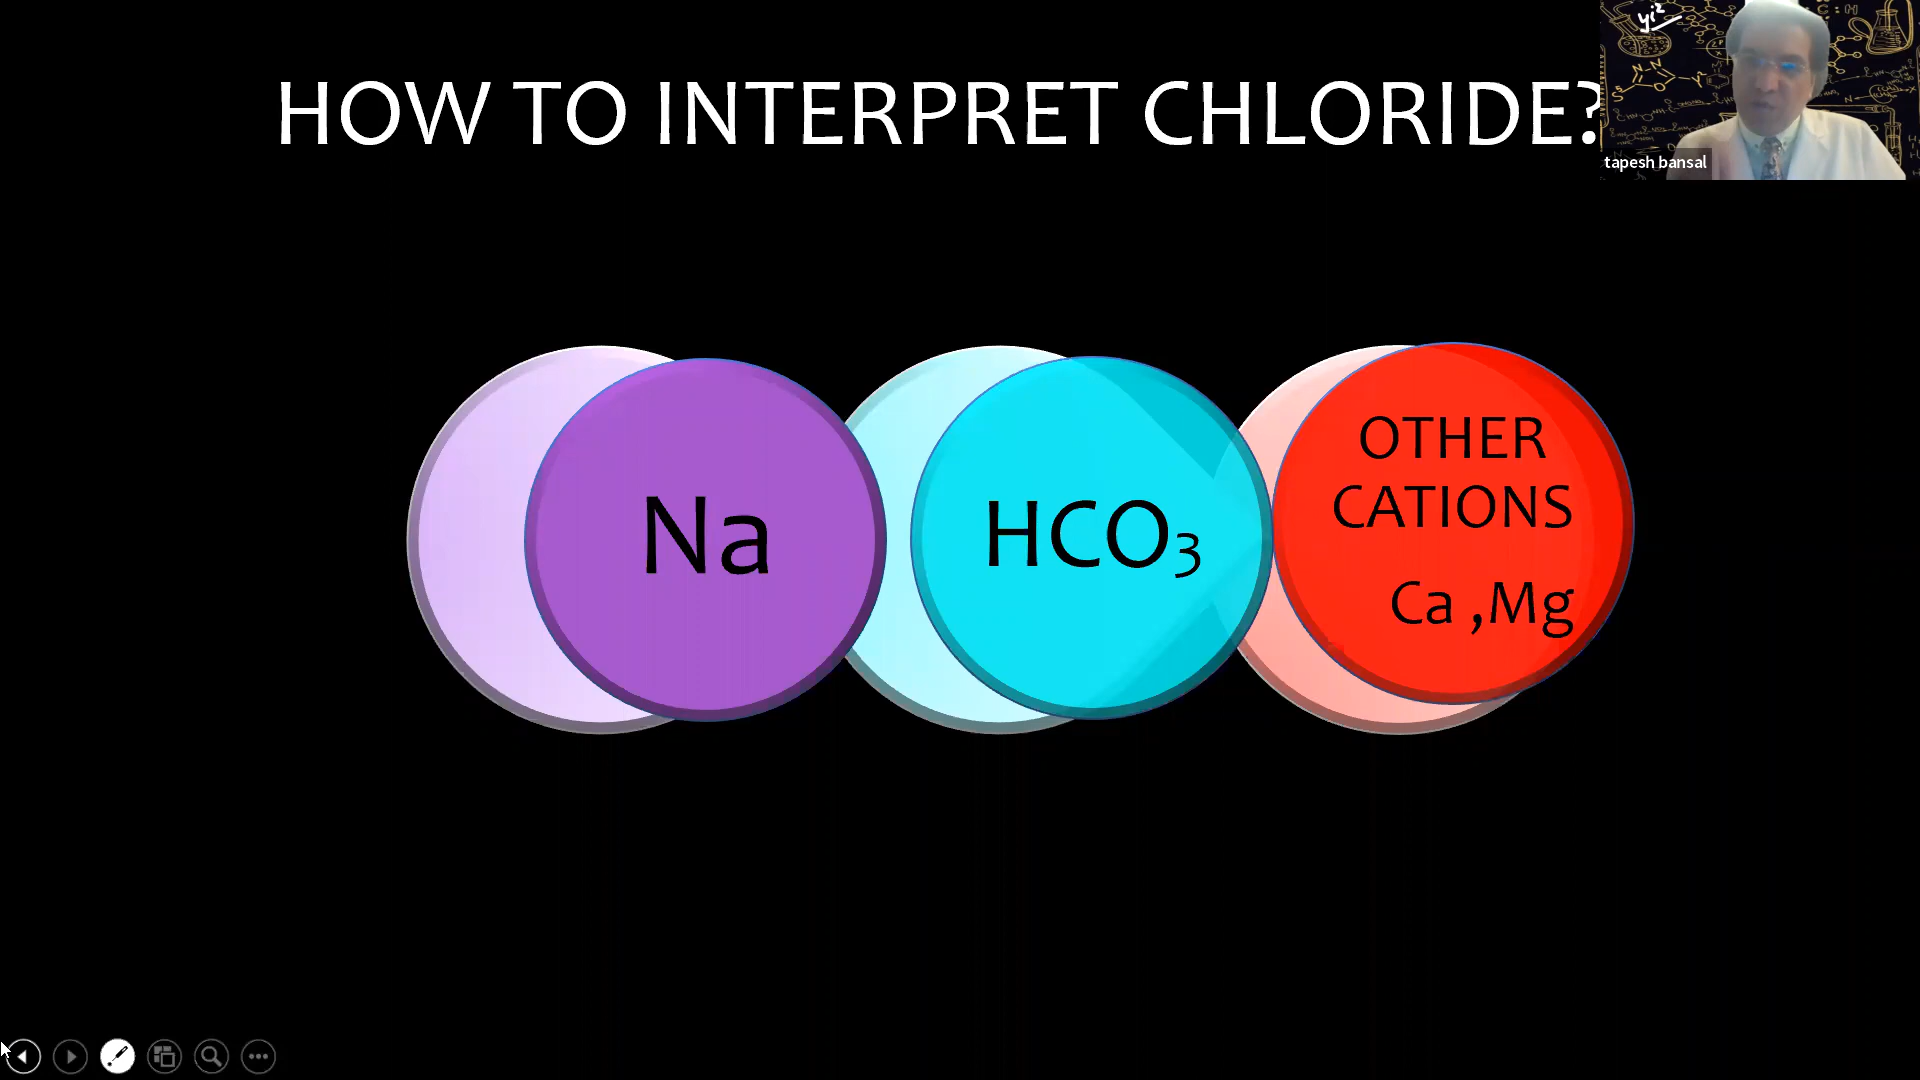 HOW TO INTERPRET CHLORIDE?
tapesh bansal
Na
HCO₃
OTHER
CATIONS
Ca ,Mg